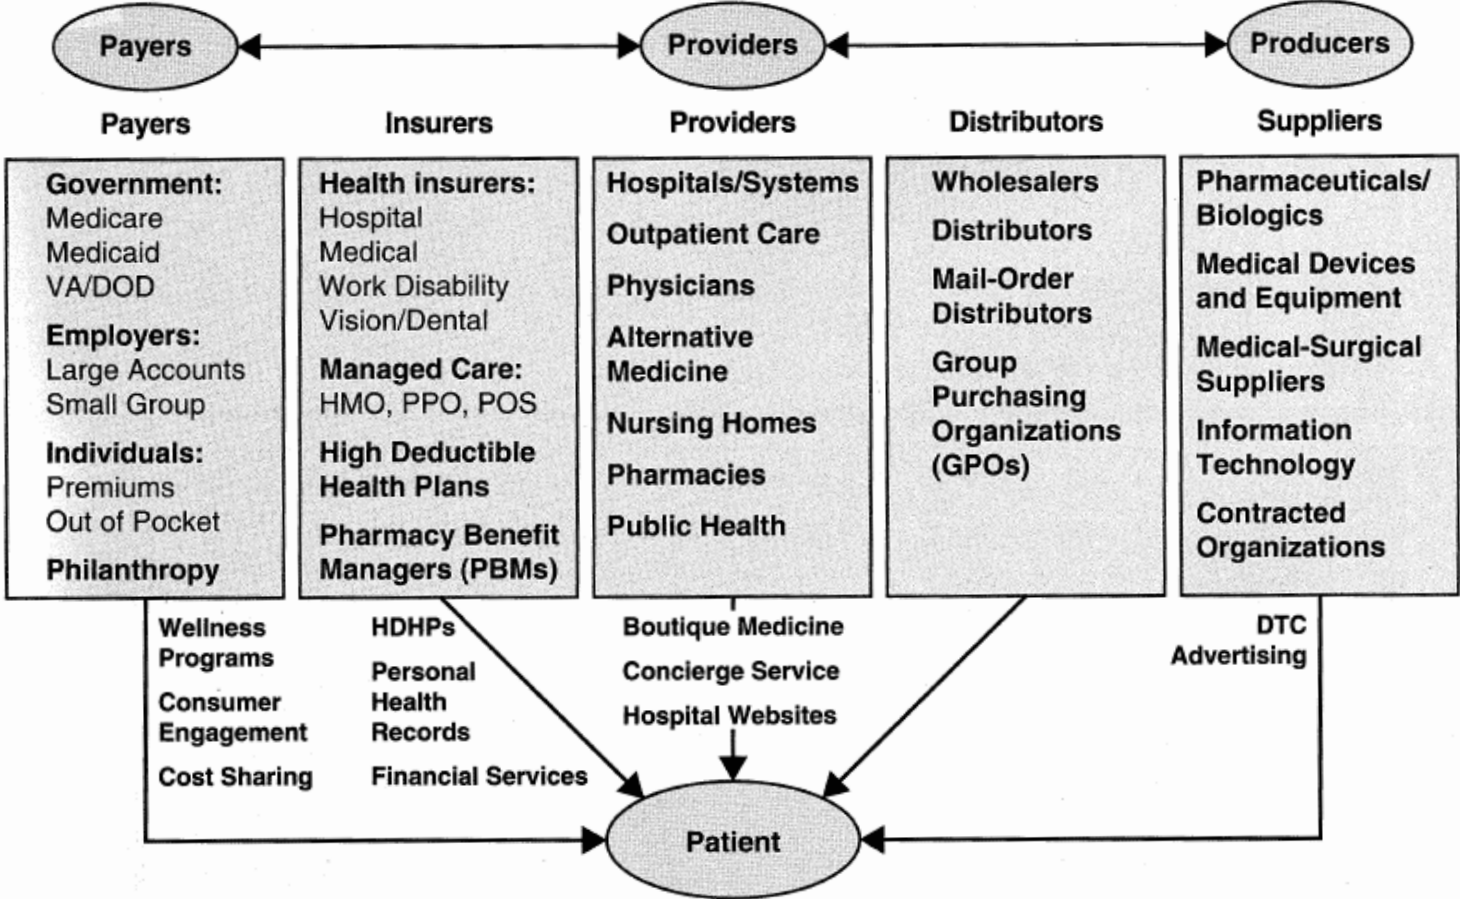 Payers
Providers
Producers
Payers
Insurers
Providers
Distributors
Suppliers
Government:
Medicare
Medicaid
VA/DOD
Employers:
Large Accounts
Small Group
Individuals:
Premiums
Out of Pocket
Philanthropy
Health insurers:
Hospital
Medical
Work Disability
Vision/Dental
Managed Care:
HMO, PPO, POS
High Deductible
Health Plans
Pharmacy Benefit
Managers (PBMs)
Hospitals/Systems
Outpatient Care
Physicians
Alternative
Medicine
Nursing Homes
Pharmacies
Public Health
Wholesalers
Distributors
Mail-Order
Distributors
Group
Purchasing
Organizations
(GPOs)
Pharmaceuticals/
Biologics
Medical Devices
and Equipment
Medical-Surgical
Suppliers
Information
Technology
Contracted
Organizations
Wellness
Programs
Consumer
Engagement
Cost Sharing
HDHPs
Personal
Health
Records
Financial Services
Boutique Medicine
Concierge Service
Hospital Websites
DTC
Advertising
Patient